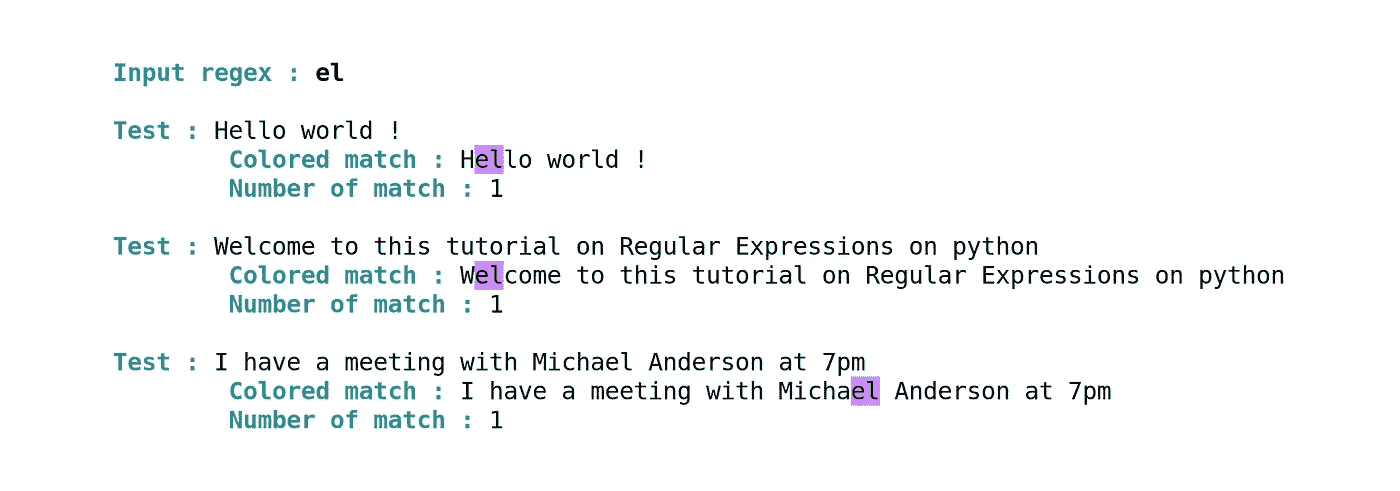 Input regex : el
Test : Hello world !
Colored match : Hello world !
Number of match : 1
Test : Welcome to this tutorial on Regular Expressions on python
Colored match : Welcome to this tutorial on Regular Expressions on python
Number of match : 1
Test : I have a meeting with Michael Anderson at 7pm
Colored match : I have a meeting with Michael Anderson at 7pm
Number of match : 1